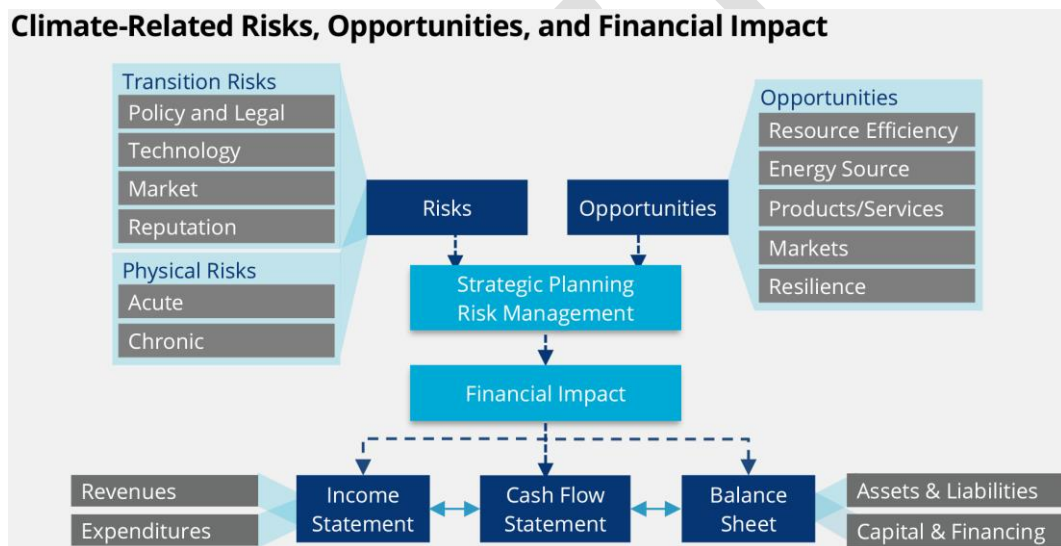 Climate-Related Risks, Opportunities, and Financial Impact
Transition Risks
Policy and Legal
Technology
Market
Reputation
Physical Risks
Acute
Chronic
Risks
Opportunities
Opportunities
Resource Efficiency
Energy Source
Products/Services
Markets
Resilience
Strategic Planning
Risk Management
Financial Impact
Revenues
Expenditures
Income
Statement
Cash Flow
Statement
Balance
Sheet
Assets & Liabilities
Capital & Financing